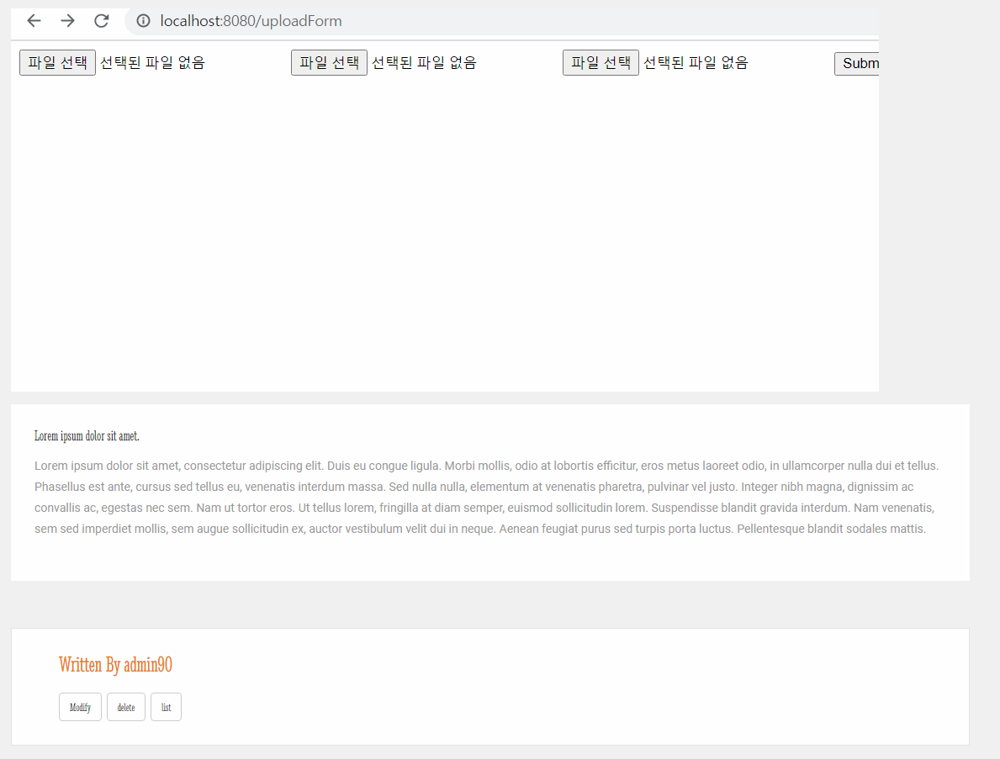 localhost:8080/uploadForm
파일 선택 선택된 파일 없음 파일 선택 선택된 파일 없음 파일 선택 선택된 파일 없음 Subm
Lorem ipsum dolor sit amet.
Lorem ipsum dolor sit amet, consectetur adipiscing elit. Duis eu congue ligula. Morbi mollis, odio at lobortis efficitur, eros metus laoreet odio, in ullamcorper nulla dui et tellus.
Phasellus est ante, cursus sed tellus eu, venenatis interdum massa. Sed nulla nulla, elementum at venenatis pharetra, pulvinar vel justo. Integer nibh magna, dignissim ac
convallis ac, egestas nec sem. Nam ut tortor eros. Ut tellus lorem, fringilla at diam semper, euismod sollicitudin lorem. Suspendisse blandit gravida interdum. Nam venenatis,
sem sed imperdiet mollis, sem augue sollicitudin ex, auctor vestibulum velit dui in neque. Aenean feugiat purus sed turpis porta luctus. Pellentesque blandit sodales mattis.
Written By admin90
Modify delete list